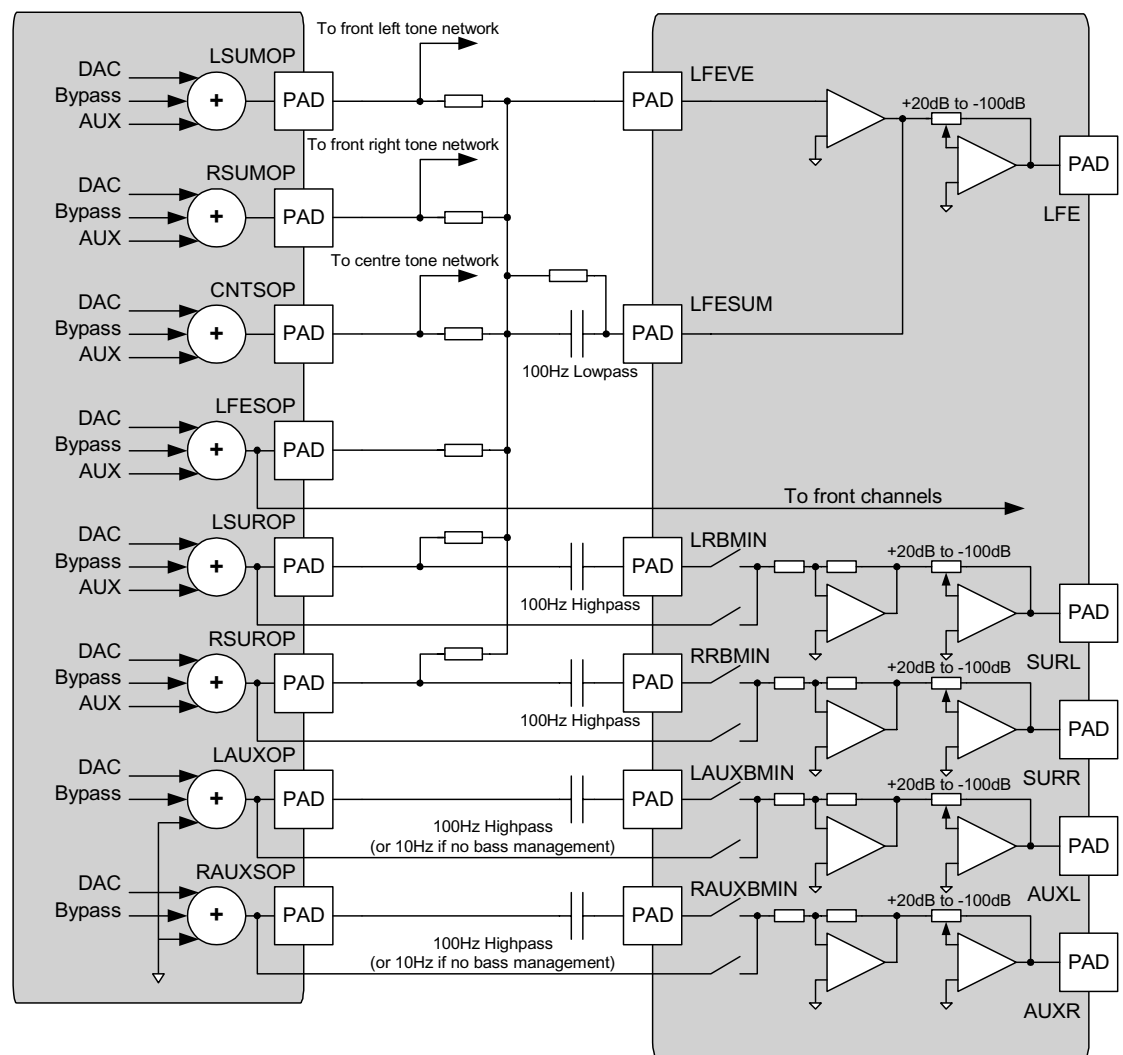 To front left tone network
DAC
Bypass
AUX
LSUMOP
+
PAD
PAD
LFEVE
+20dB to -100dB
PAD
LFE
To front right tone network
DAC
Bypass
AUX
RSUMOP
+
PAD
To centre tone network
DAC
Bypass
AUX
CNTSOP
+
PAD
100Hz Lowpass
PAD
LFESUM
DAC
Bypass
AUX
LFESOP
+
PAD
To front channels
DAC
Bypass
AUX
LSUROP
+
PAD
100Hz Highpass
PAD
LRBMIN
+20dB to -100dB
PAD
SURL
DAC
Bypass
AUX
RSUROP
+
PAD
100Hz Highpass
PAD
RRBMIN
+20dB to -100dB
PAD
SURR
DAC
Bypass
LAUXOP
+
PAD
100Hz Highpass
(or 10Hz if no bass management)
PAD
LAUXBMIN
+20dB to -100dB
PAD
AUXL
DAC
Bypass
RAUXSOP
+
PAD
100Hz Highpass
(or 10Hz if no bass management)
PAD
RAUXBMIN
+20dB to -100dB
PAD
AUXR